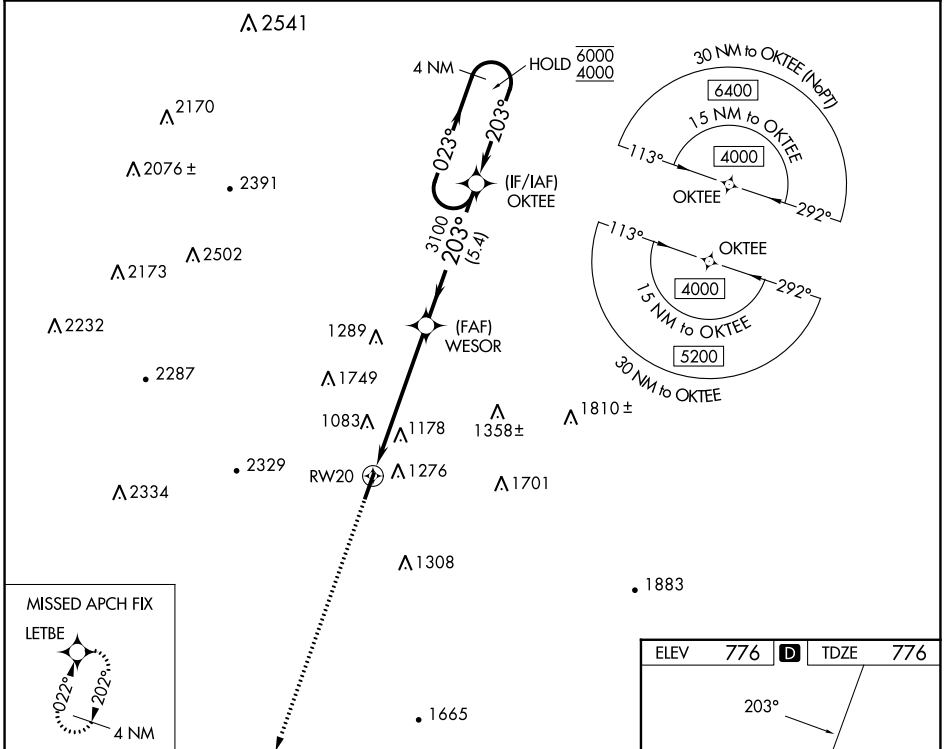 2541
4 NM
HOLD 6000
4000
023°
203°
(IF/IAF)
OKTEE
30 NM to OKTEE (NoPT)
6400
15 NM to OKTEE
4000
113°
OKTEE
292°
2170
2076 ±
2391
2502
2173
3100
203°
(5.4)
113°
OKTEE
292°
4000
15 NM to OKTEE
5200
30 NM to OKTEE
2232
1289
(FAF)
WESOR
2287
1749
1083
1178
1358±
1810 ±
2329
RW20
1276
1701
2334
1308
1883
MISSED APCH FIX
LETBE
022°
202°
4 NM
1665
ELEV 776 D TDZE 776
203°